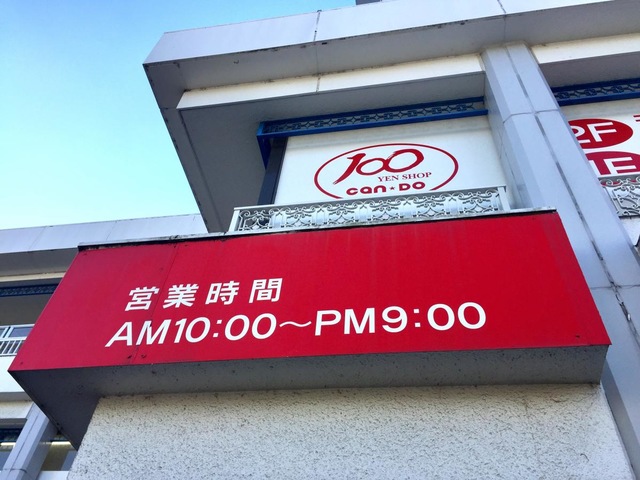 100
YEN SHOP
can★DO
2F
営業時間
AM10:00～PM9:00